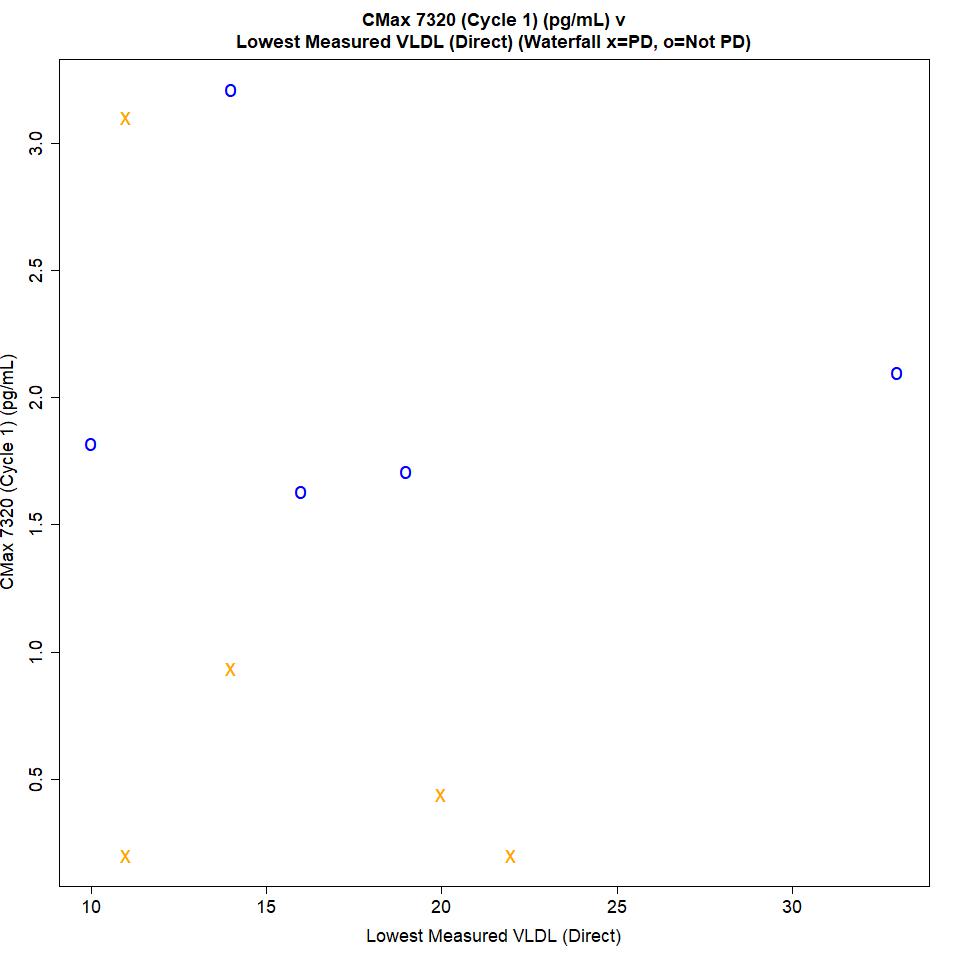 CMax 7320 (Cycle 1) (pg/mL) v
Lowest Measured VLDL (Direct) (Waterfall x=PD, o=Not PD)
CMax 7320 (Cycle 1) (pg/mL)
3.0
2.5
2.0
1.5
1.0
0.5
o
x
o
o
o
o
x
x
x
x
10
15
20
25
30
Lowest Measured VLDL (Direct)